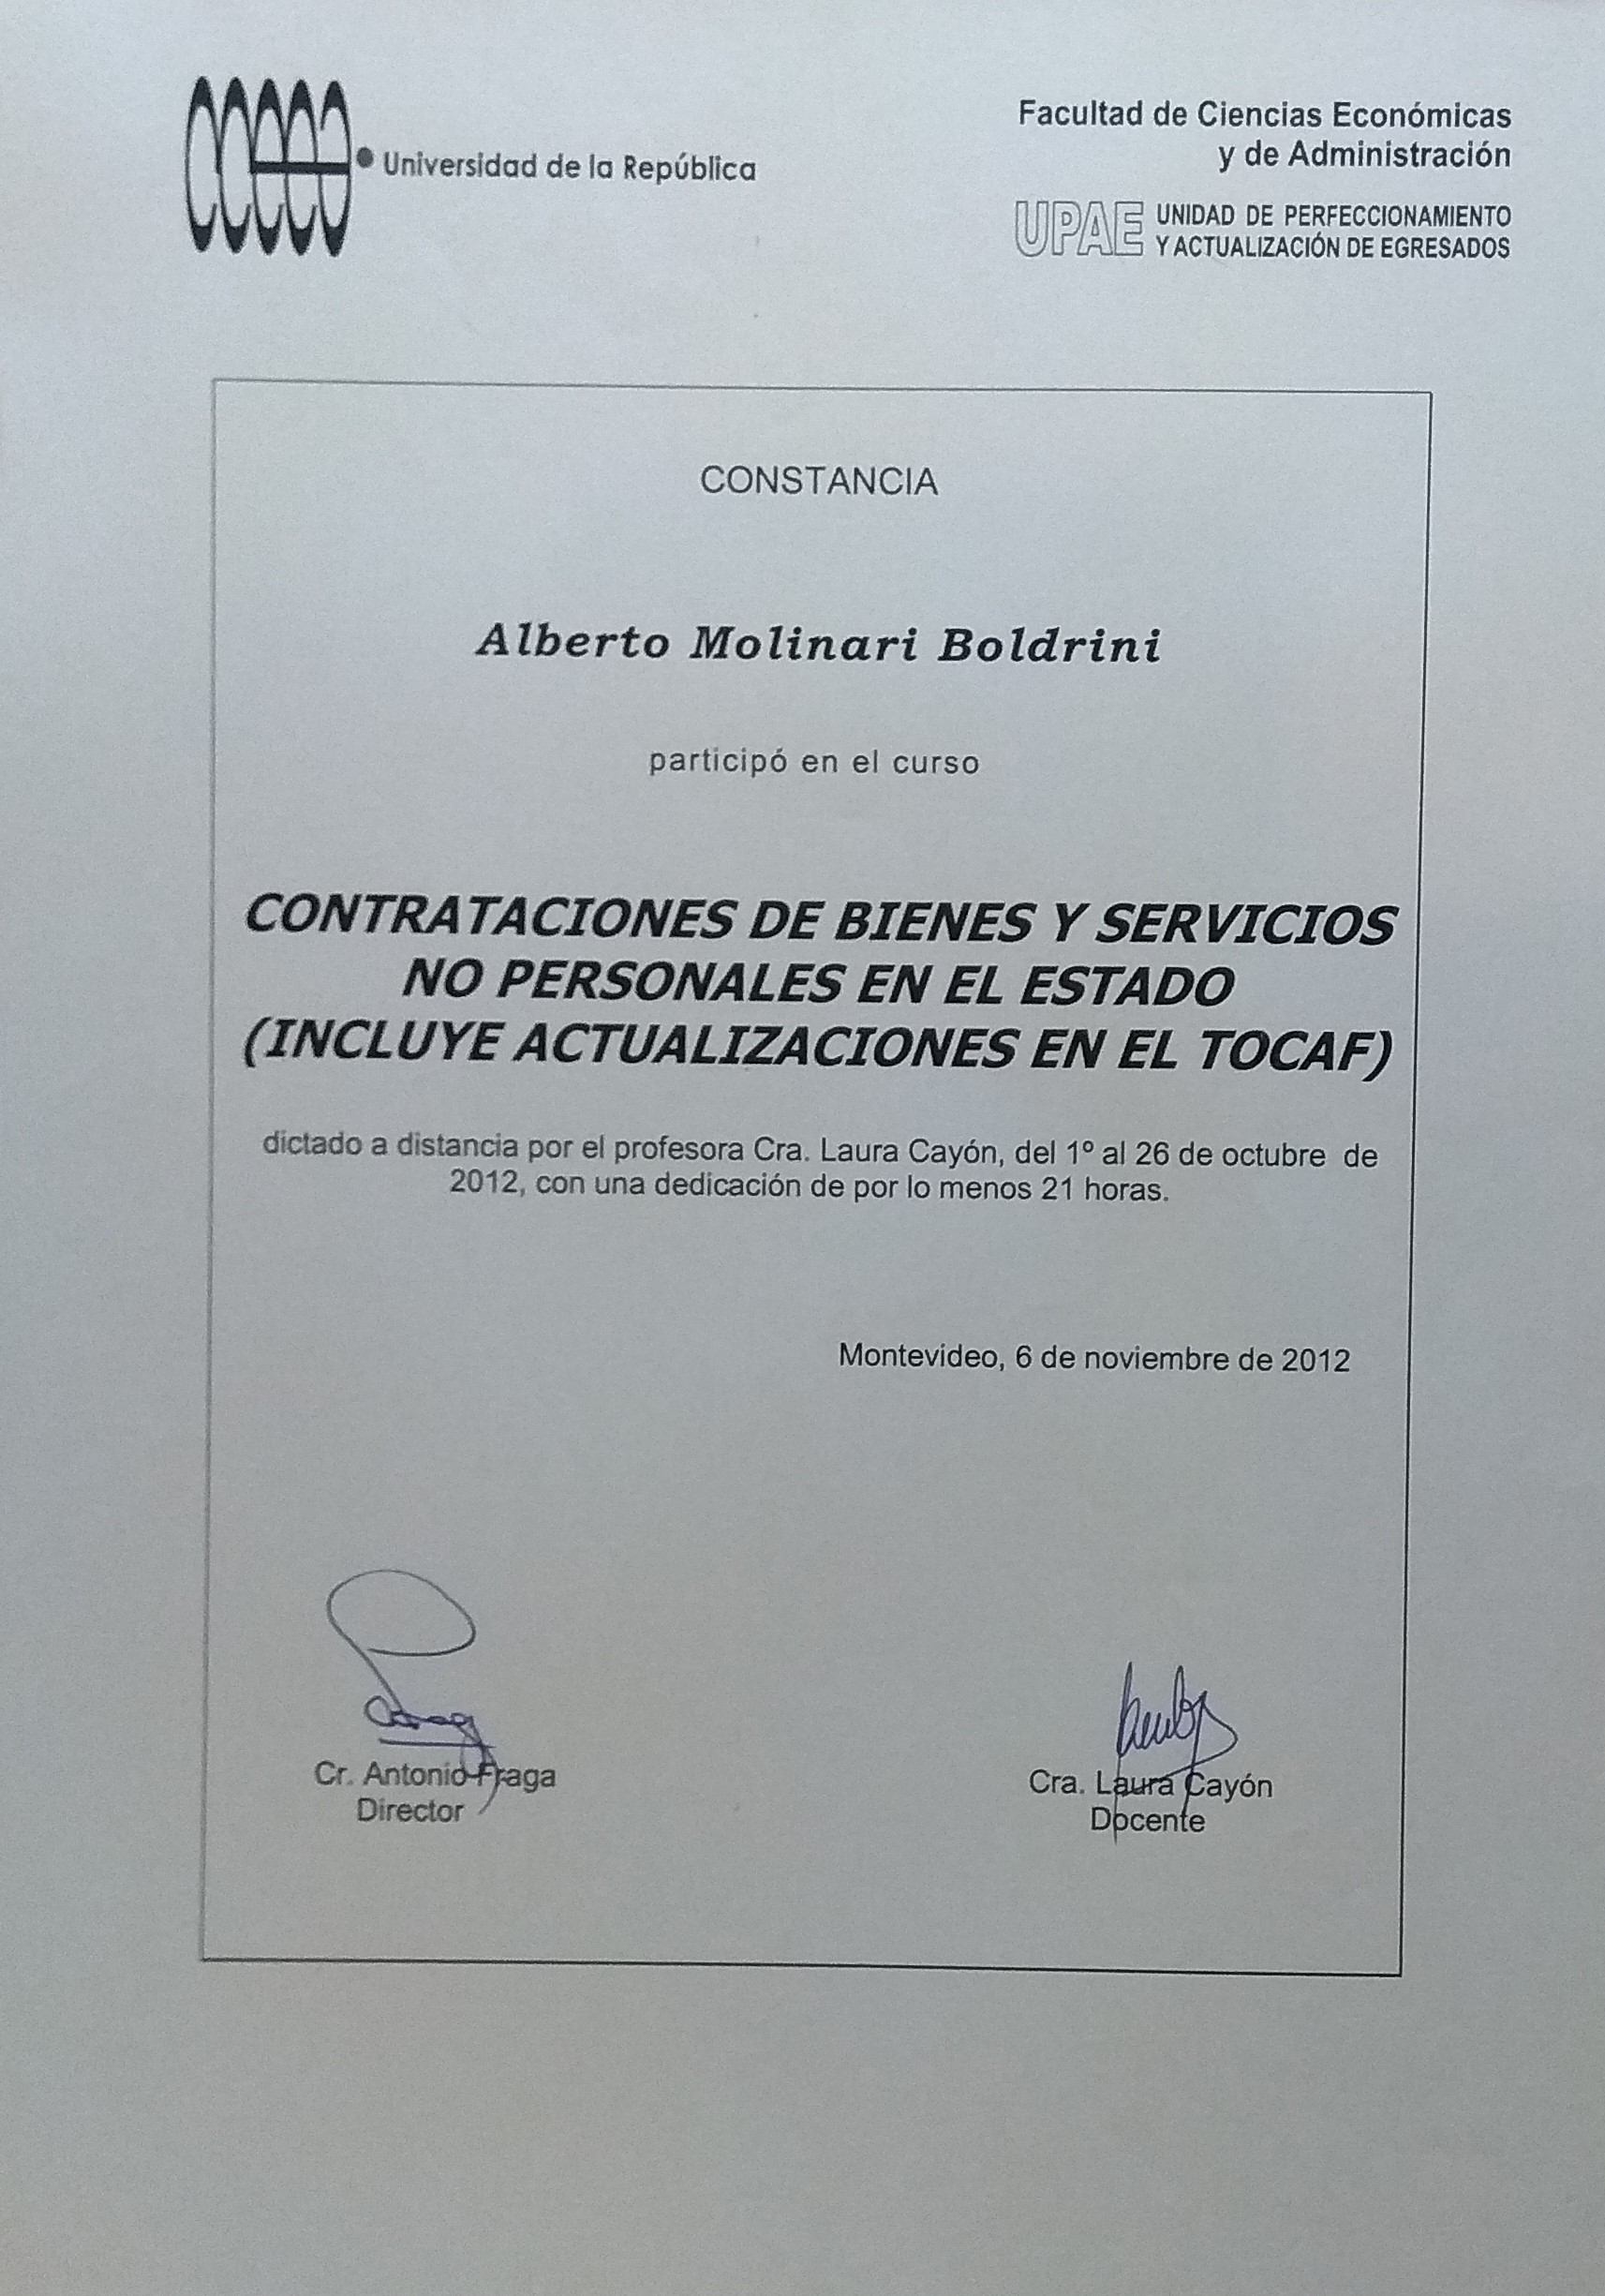 ccee
Universidad de la República
Facultad de Ciencias Económicas
y de Administración
UPAE UNIDAD DE PERFECCIONAMIENTO
Y ACTUALIZACIÓN DE EGRESADOS
CONSTANCIA
Alberto Molinari Boldrini
participó en el curso
CONTRATACIONES DE BIENES Y SERVICIOS
NO PERSONALES EN EL ESTADO
(INCLUYE ACTUALIZACIONES EN EL TOCAF)
dictado a distancia por el profesora Cra. Laura Cayón, del 1º al 26 de octubre de
2012, con una dedicación de por lo menos 21 horas.
Montevideo, 6 de noviembre de 2012
Cr. Antonio Fraga
Director
Cra. Laura Cayón
Docente